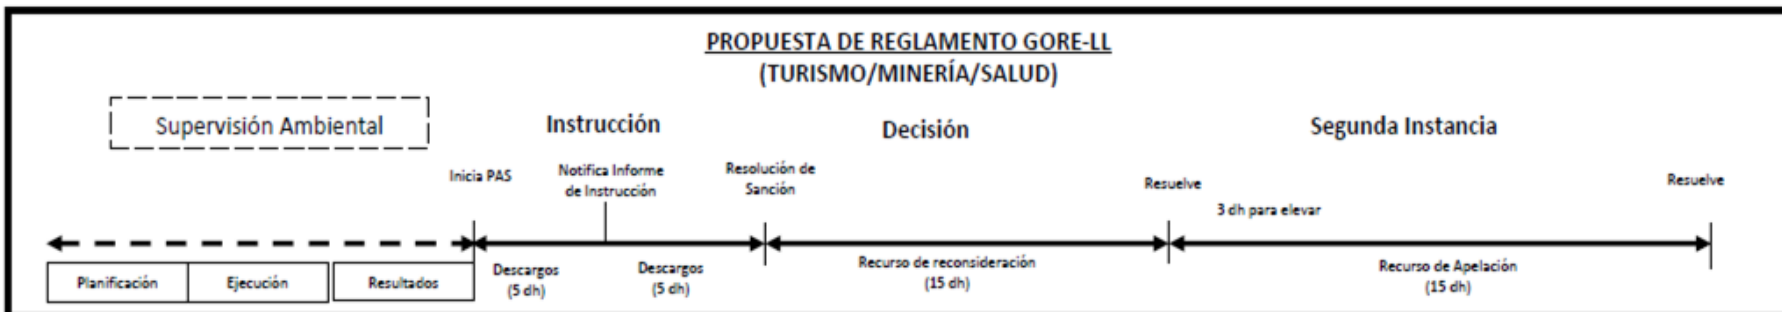 PROPUESTA DE REGLAMENTO GORE-LL
(TURISMO/MINERÍA/SALUD)
Supervisión Ambiental
Instrucción
Decisión
Segunda Instancia
Inicia PAS
Notifica Informe
de Instrucción
Resolución de
Sanción
Resuelve
3 dh para elevar
Resuelve
Planificación
Ejecución
Resultados
Descargos
(5 dh)
Descargos
(5 dh)
Recurso de reconsideración
(15 dh)
Recurso de Apelación
(15 dh)